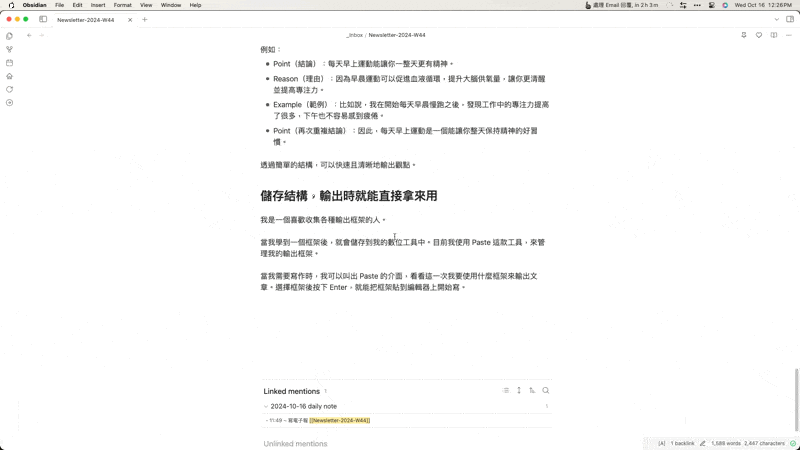 Obsidian File Edit Insert Format View Window Help
處理 Email 回覆, in 2 h 3 m
Wed Oct 16 12:26 PM
Newsletter-2024-W44
_Inbox / Newsletter-2024-W44
例如：
Point（結論）：每天早上運動能讓你一整天更有精神。
Reason（理由）：因為早晨運動可以促進血液循環，提升大腦供氧量，讓你更清醒
並提高專注力。
Example（範例）：比如說，我在開始每天早晨慢跑之後，發現工作中的專注力提高
了很多，下午也不容易感到疲倦。
Point（再次重複結論）：因此，每天早上運動是一個能讓你整天保持精神的好習
慣。
透過簡單的結構，可以快速且清晰地輸出觀點。
儲存結構，輸出時就能直接拿來用
我是一個喜歡收集各種輸出框架的人。
當我學到一個框架後，就會儲存到我的數位工具中。目前我使用 Paste 這款工具，來管
理我的輸出框架。
當我需要寫作時，我可以叫出 Paste 的介面，看看這一次我要使用什麼框架來輸出文
章。選擇框架後按下 Enter，就能把框架貼到編輯器上開始寫。
Linked mentions 1
2024-10-16 daily note 1
- 11:49 – 寫電子報 [[Newsletter-2024-W44]]
Unlinked mentions
[A] 1 backlink 1,586 words 2,447 characters